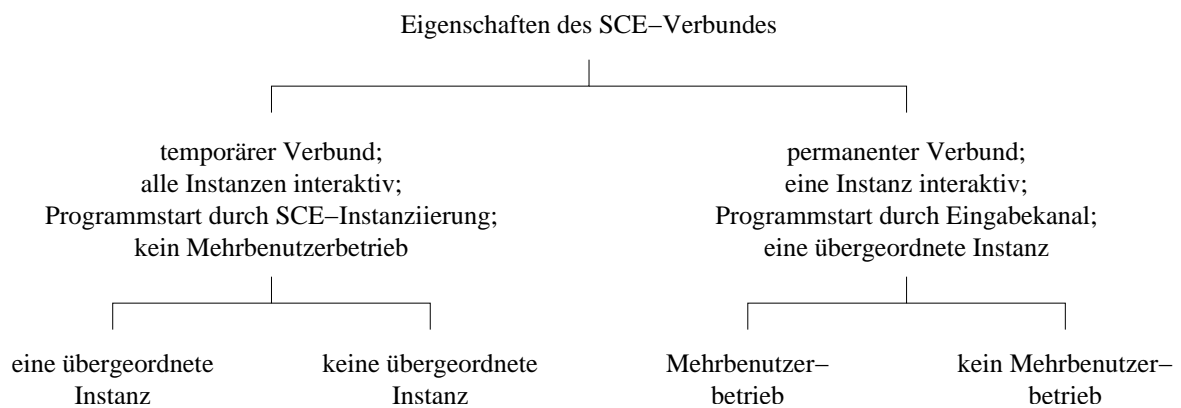 Eigenschaften des SCE−Verbundes
temporärer Verbund;
alle Instanzen interaktiv;
Programmstart durch SCE−Instanziierung;
kein Mehrbenutzerbetrieb
permanenter Verbund;
eine Instanz interaktiv;
Programmstart durch Eingabekanal;
eine übergeordnete Instanz
eine übergeordnete
Instanz
keine übergeordnete
Instanz
Mehrbenutzer−
betrieb
kein Mehrbenutzer−
betrieb